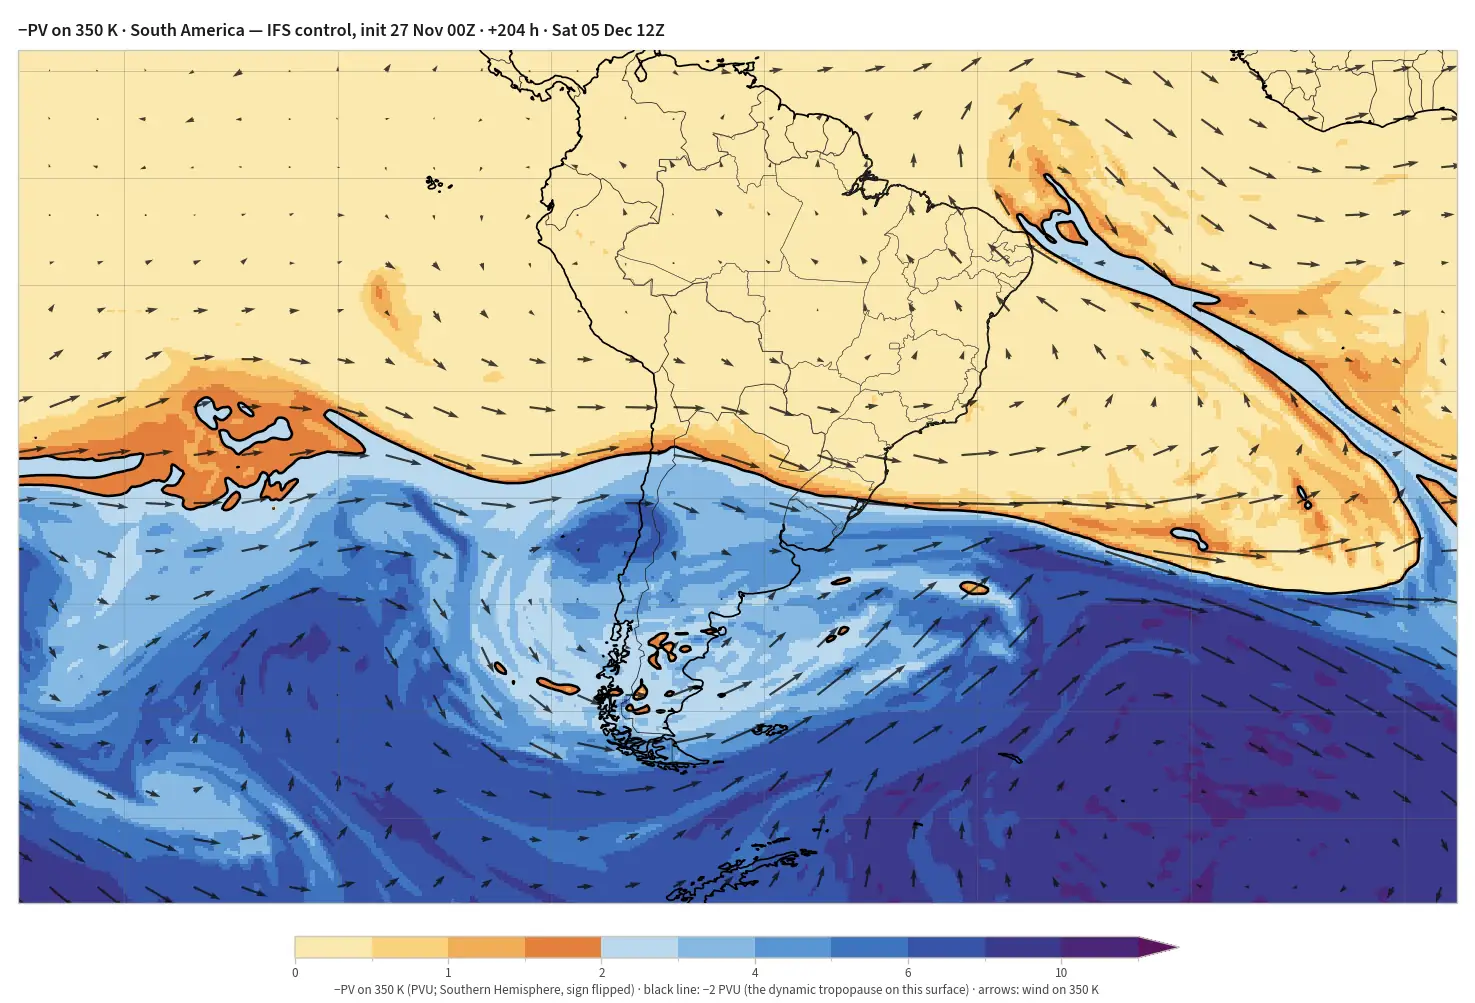 −PV on 350 K · South America — IFS control, init 27 Nov 00Z · +204 h · Sat 05 Dec 12Z
0 1 2 4 6 10
−PV on 350 K (PVU; Southern Hemisphere, sign flipped) · black line: −2 PVU (the dynamic tropopause on this surface) · arrows: wind on 350 K